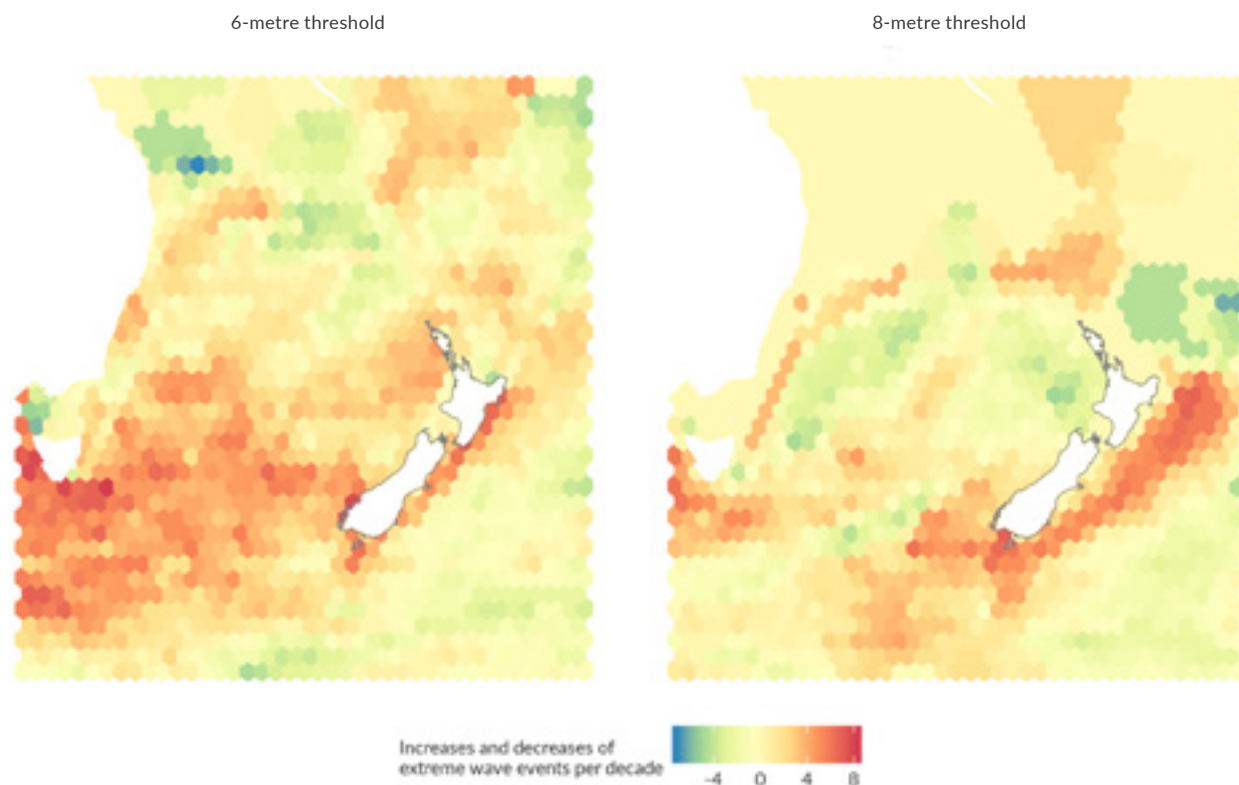 6-metre threshold
8-metre threshold
Increases and decreases of
extreme wave events per decade
-4 0 4 8